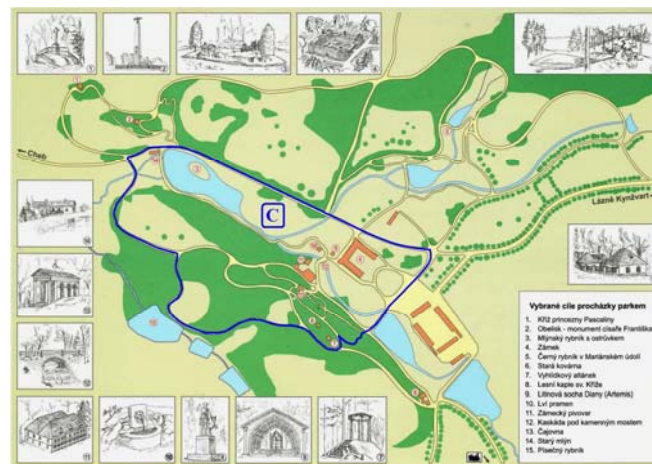 Cheb
Lázně Kynžvart
C
Vybrané cíle procházky parkem
1. Kříž princezny Pascaliny
2. Obelisk - monument císaře Františka
3. Mlýnský rybník s ostrůvkem
4. Zámek
5. Černý rybník v Mariánském údolí
6. Stará kovárna
7. Vyhlídkový altánek
8. Lesní kaple sv. Kříže
9. Litinová socha Diany (Artemis)
10. Lví pramen
11. Zámecký pivovar
12. Kaskáda pod kamenným mostem
13. Čajovna
14. Starý mlýn
15. Písečný rybník